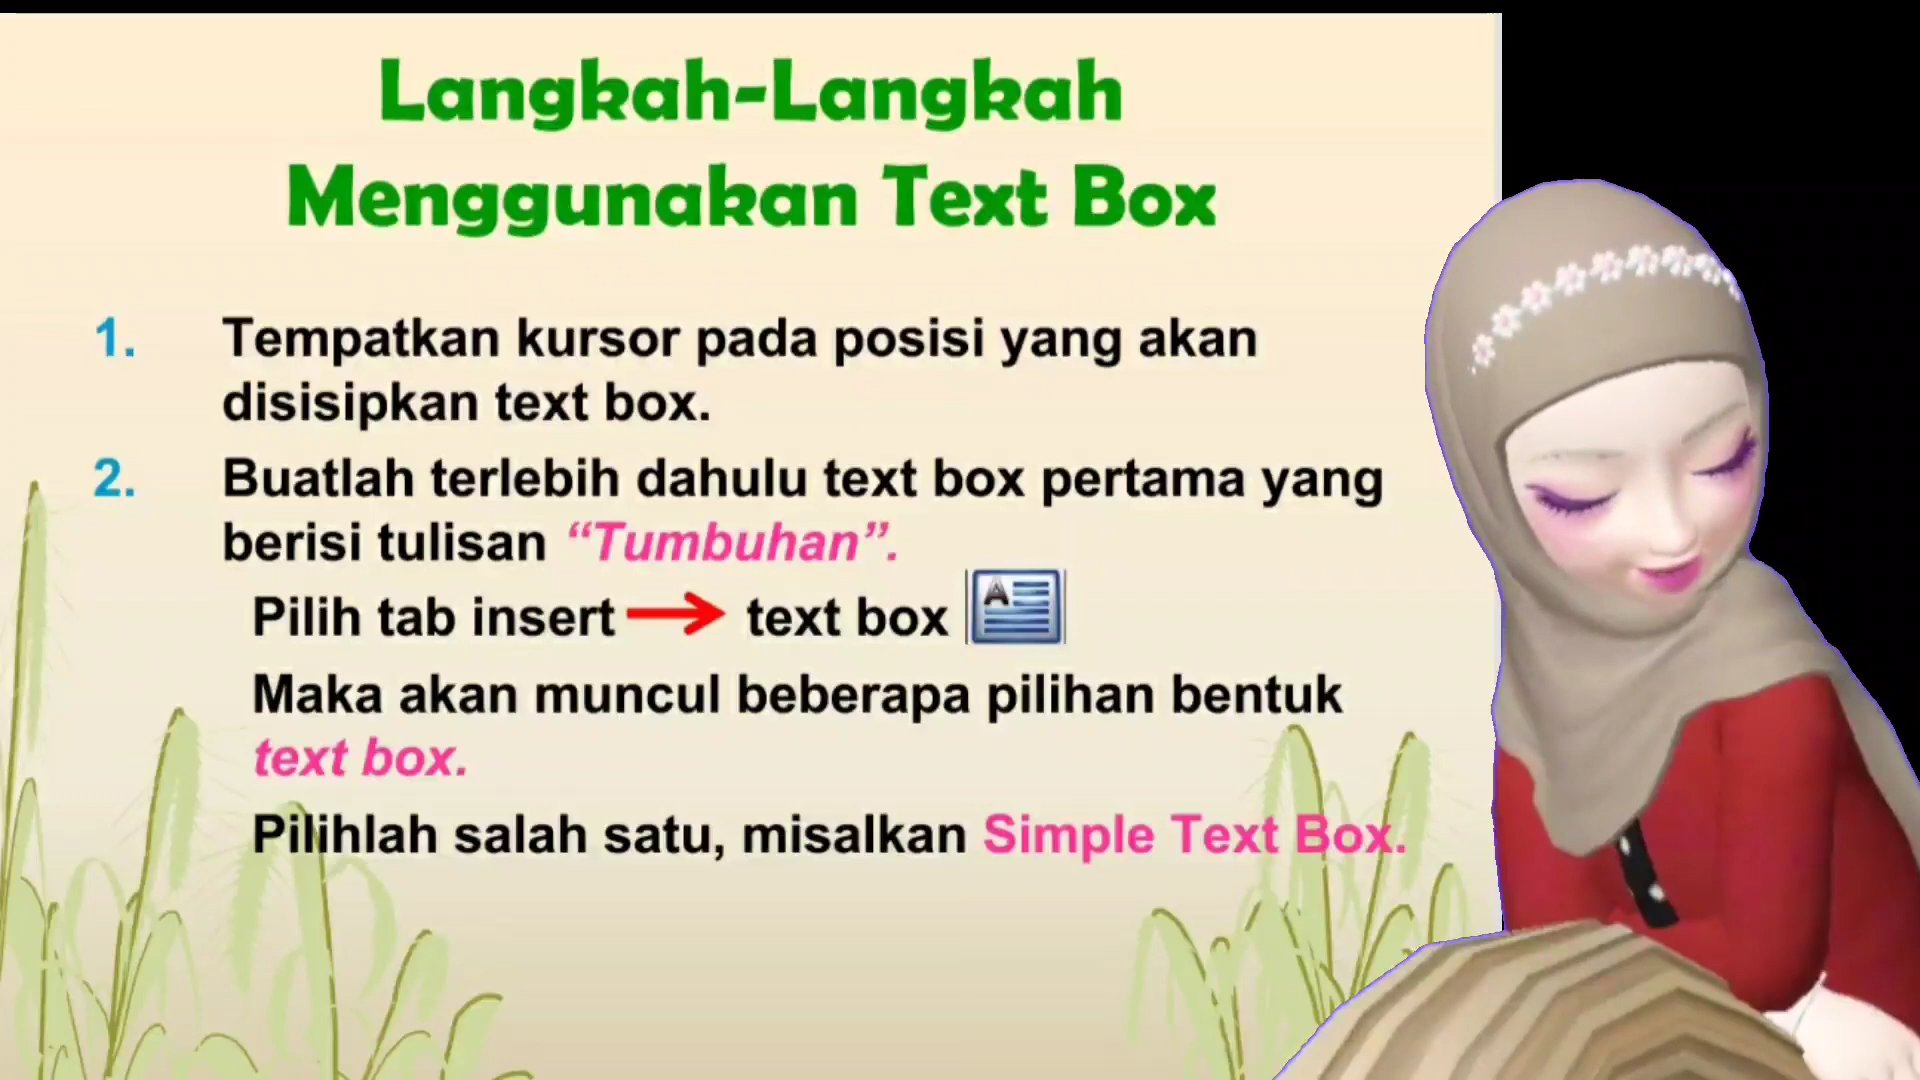 Langkah-Langkah
Menggunakan Text Box
1. Tempatkan kursor pada posisi yang akan
disisipkan text box.
2. Buatlah terlebih dahulu text box pertama yang
berisi tulisan “Tumbuhan”.
Pilih tab insert → text box A
Maka akan muncul beberapa pilihan bentuk
text box.
Pilihlah salah satu, misalkan Simple Text Box.